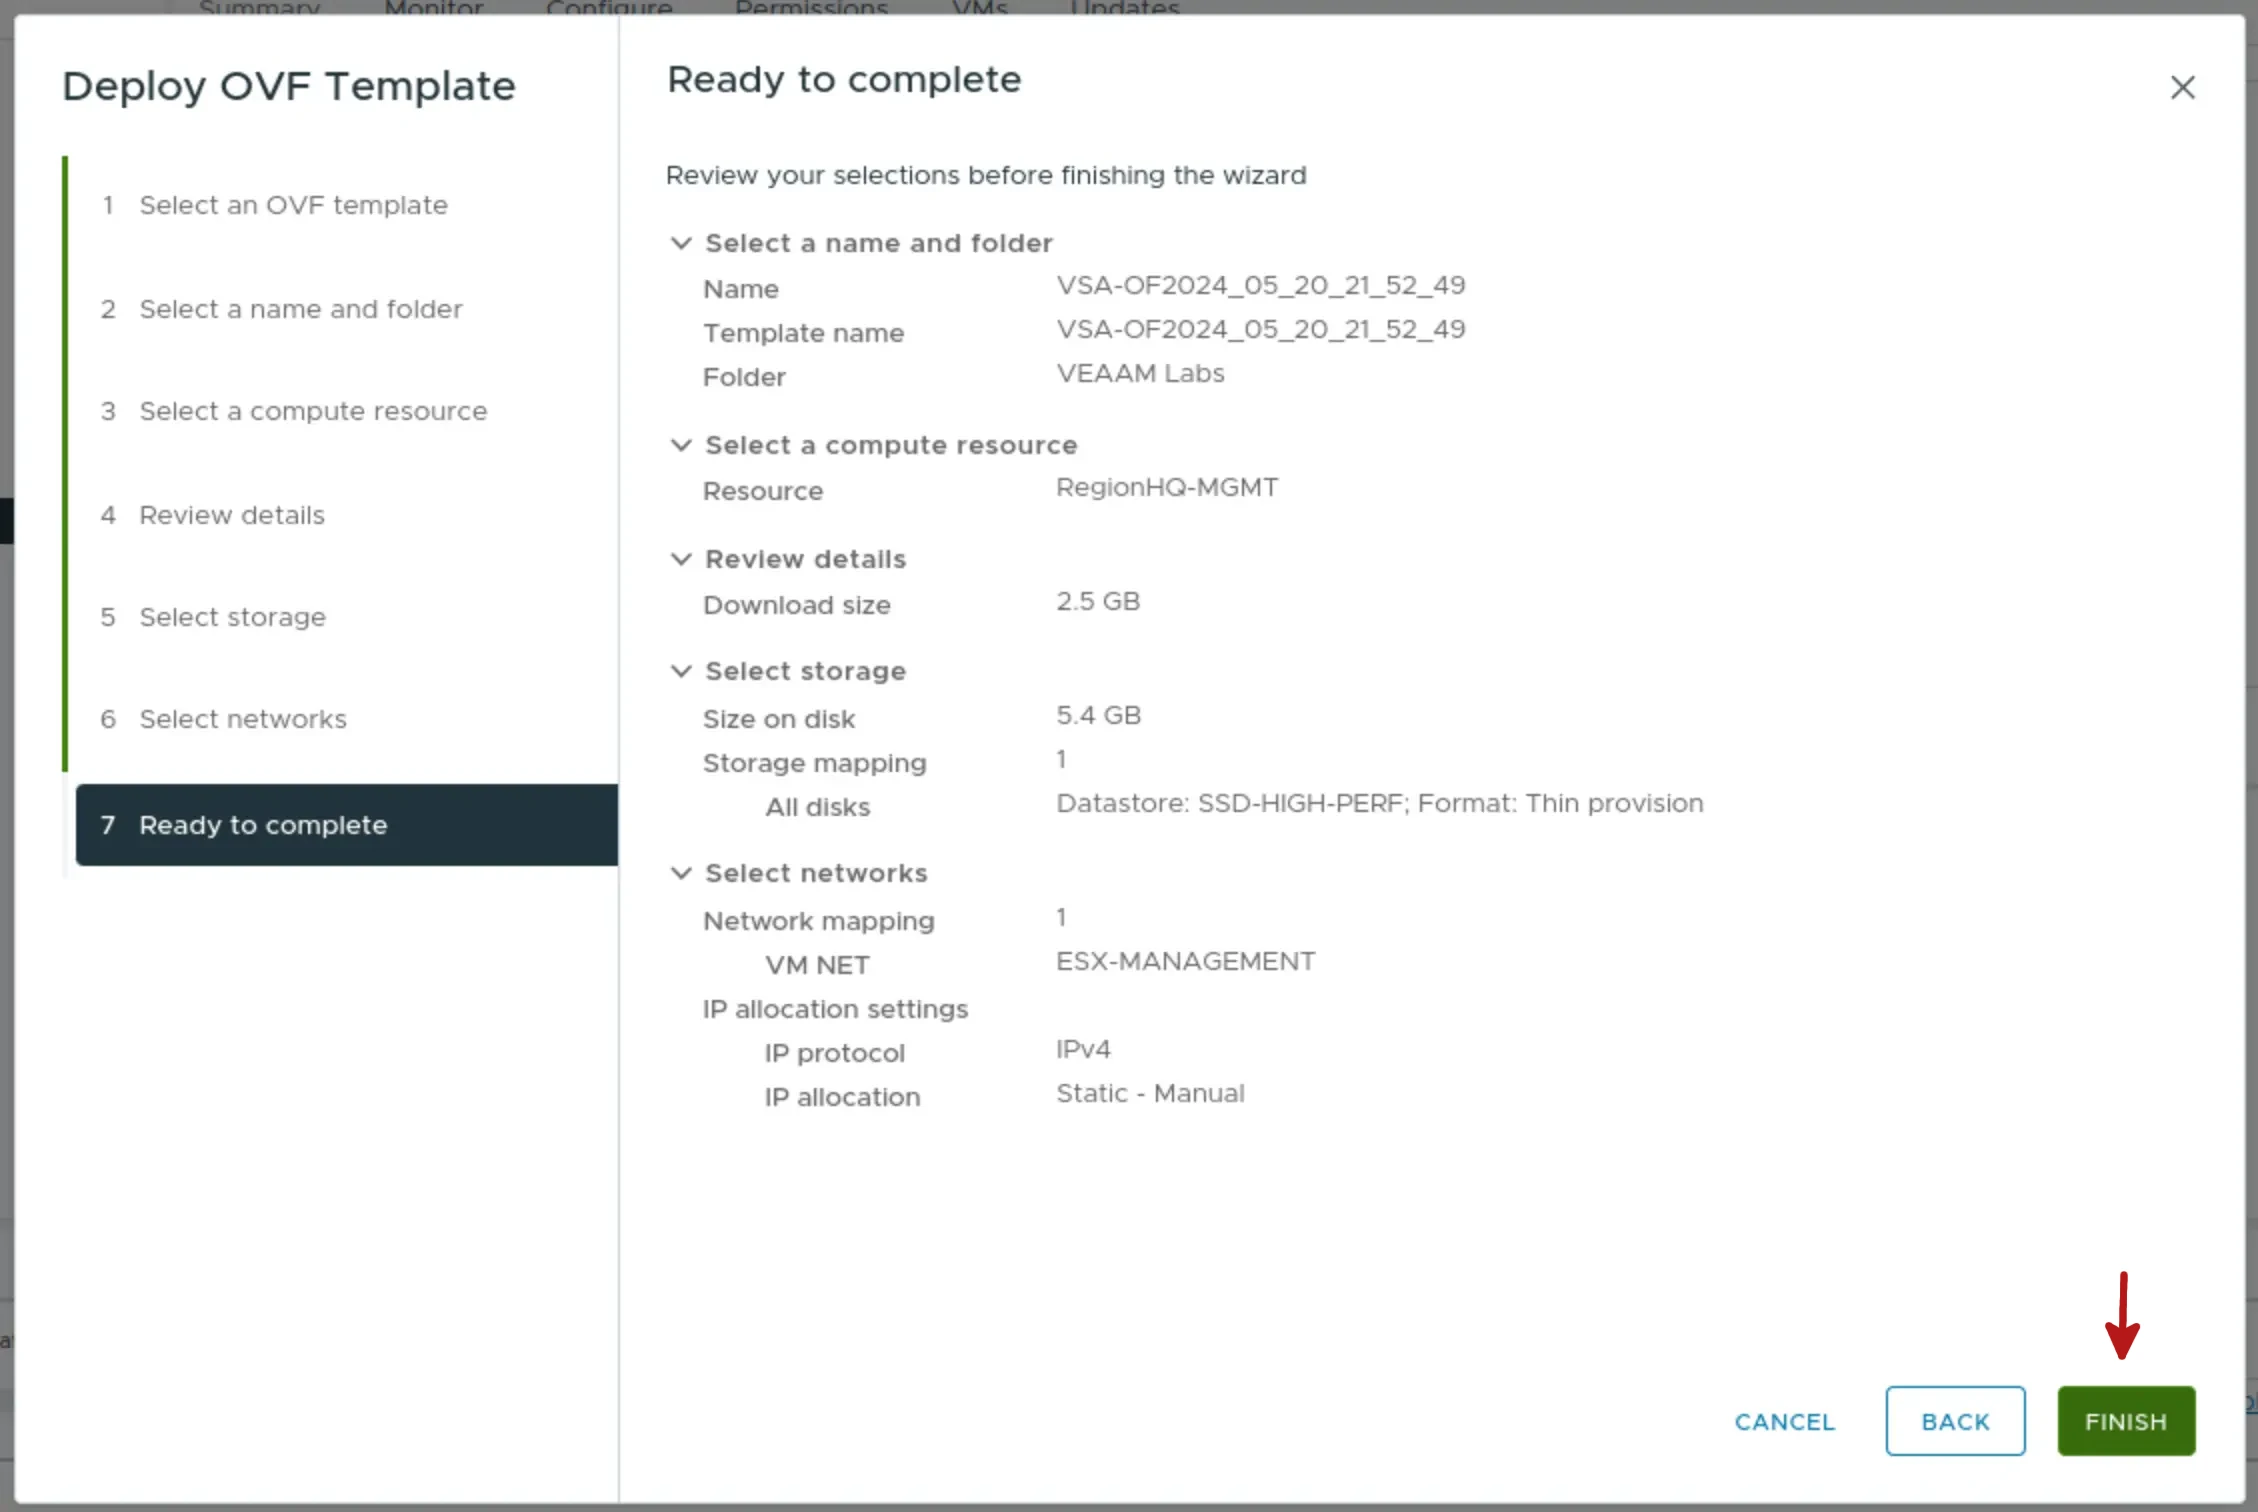 Summary Monitor Configure Permissions VMs Updates
Deploy OVF Template
1 Select an OVF template
2 Select a name and folder
3 Select a compute resource
4 Review details
5 Select storage
6 Select networks
7 Ready to complete
Ready to complete
Review your selections before finishing the wizard
Select a name and folder
Name VSA-OF2024_05_20_21_52_49
Template name VSA-OF2024_05_20_21_52_49
Folder VEAAM Labs
Select a compute resource
Resource RegionHQ-MGMT
Review details
Download size 2.5 GB
Select storage
Size on disk 5.4 GB
Storage mapping 1
All disks Datastore: SSD-HIGH-PERF; Format: Thin provision
Select networks
Network mapping 1
VM NET ESX-MANAGEMENT
IP allocation settings
IP protocol IPv4
IP allocation Static - Manual
CANCEL BACK FINISH